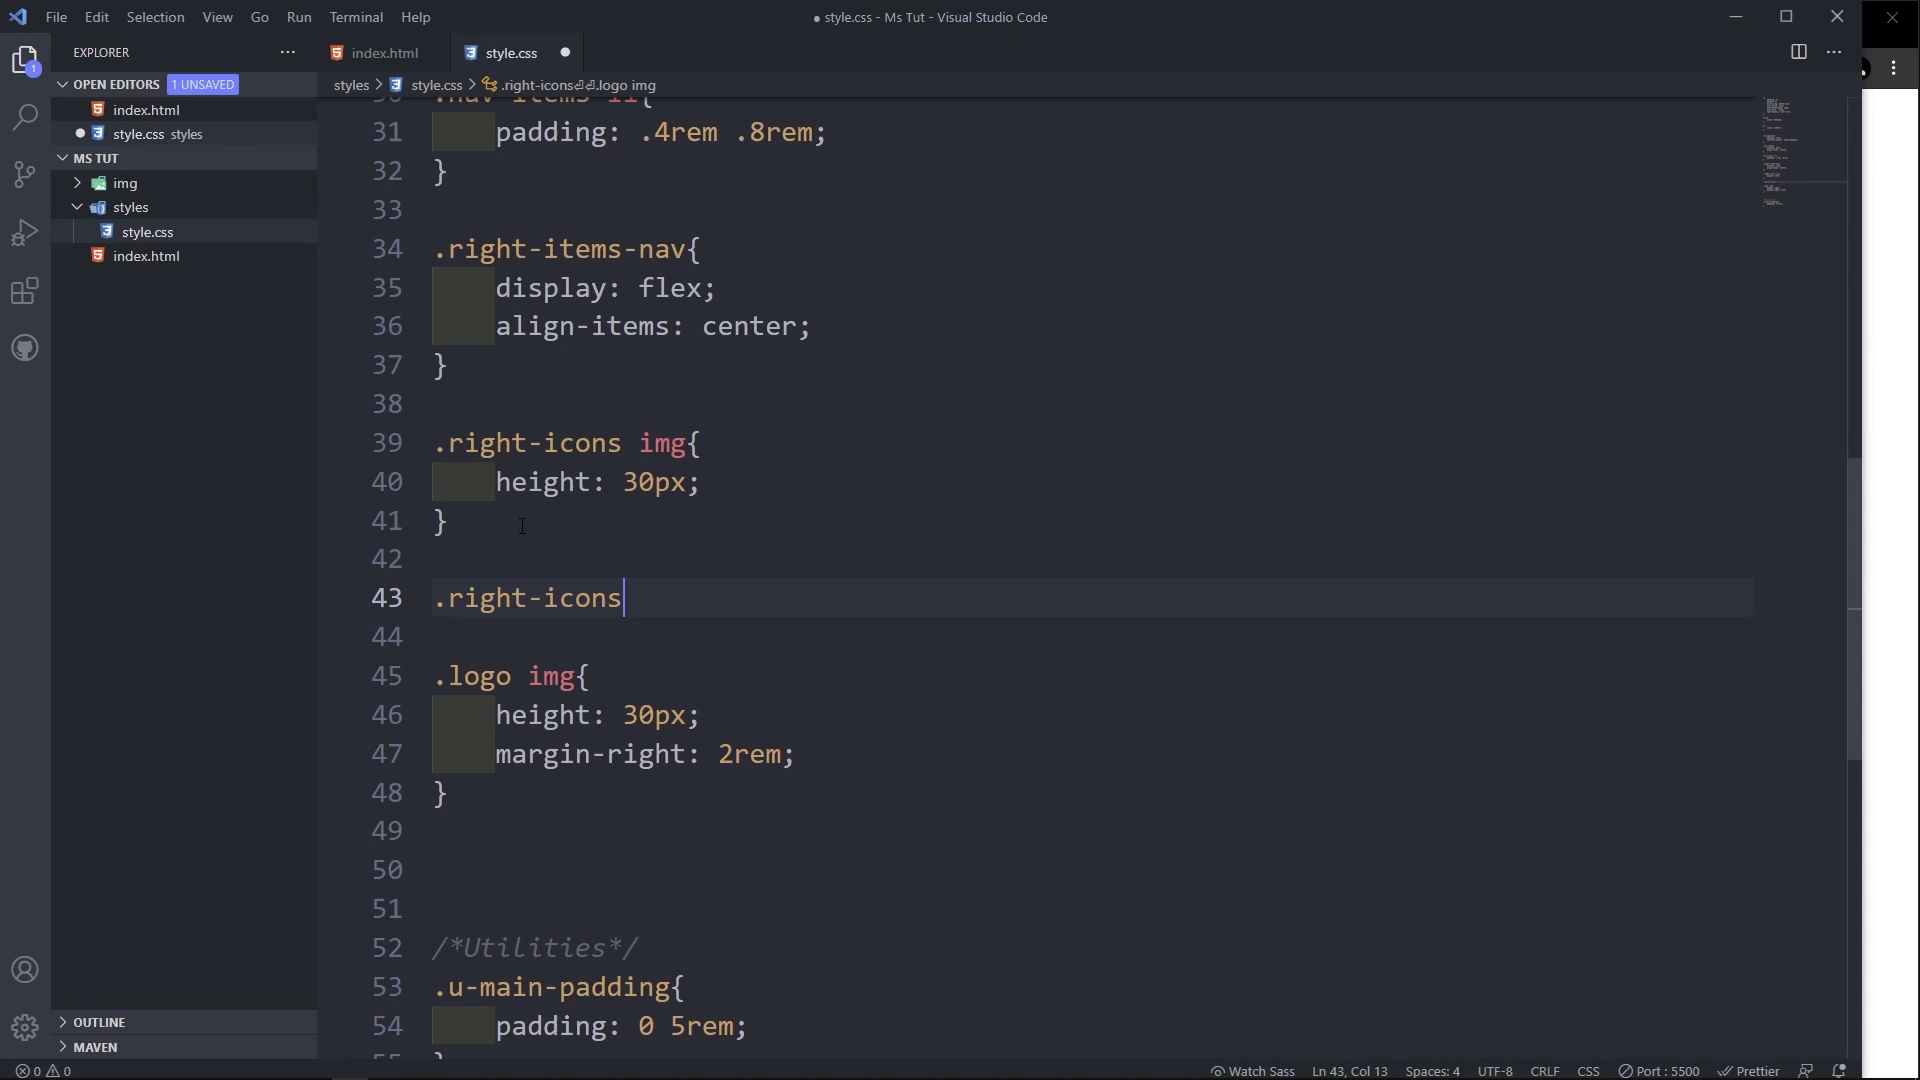 File Edit Selection View Go Run Terminal Help
● style.css - Ms Tut - Visual Studio Code
EXPLORER
index.html
style.css
OPEN EDITORS 1 UNSAVED
styles > style.css > .right-icons⏎⏎.logo img
index.html
style.css styles
MS TUT
img
styles
style.css
index.html
OUTLINE
MAVEN
1
30 .nav-items li{
31 padding: .4rem .8rem;
32 }
33
34 .right-items-nav{
35 display: flex;
36 align-items: center;
37 }
38
39 .right-icons img{
40 height: 30px;
41 }
42
43 .right-icons
44
45 .logo img{
46 height: 30px;
47 margin-right: 2rem;
48 }
49
50
51
52 /*Utilities*/
53 .u-main-padding{
54 padding: 0 5rem;
55 }
0 0 Watch Sass Ln 43, Col 13 Spaces: 4 UTF-8 CRLF CSS Port : 5500 Prettier